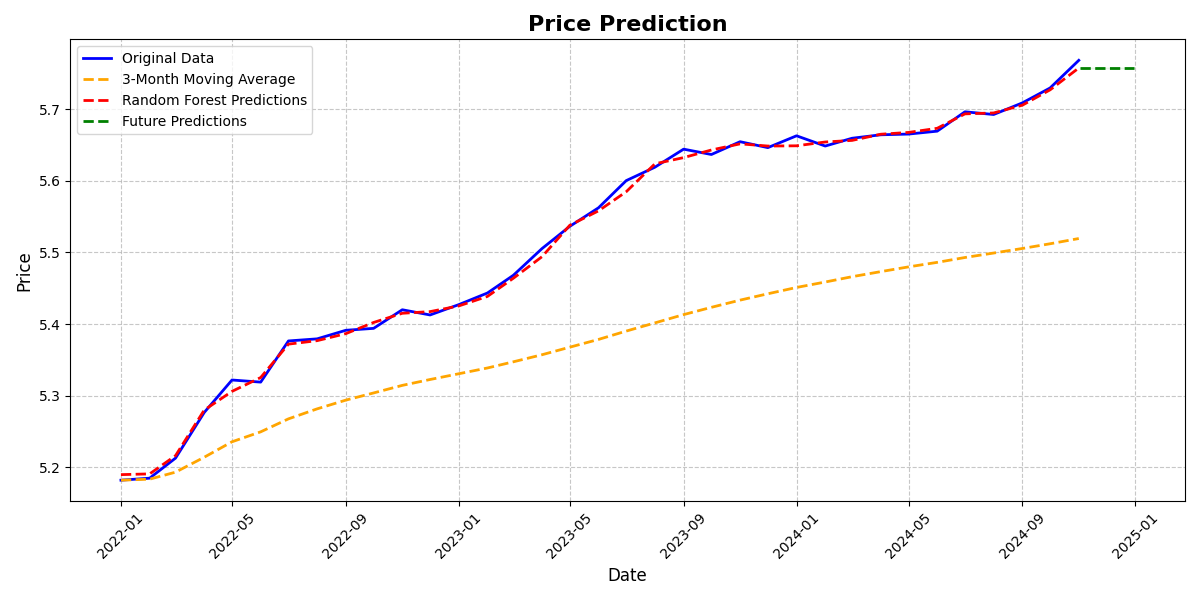 Price Prediction
Original Data
3-Month Moving Average
Random Forest Predictions
Future Predictions
5.7
5.6
5.5
5.4
5.3
5.2
Price
2022-01
2022-05
2022-09
2023-01
2023-05
2023-09
2024-01
2024-05
2024-09
2025-01
Date